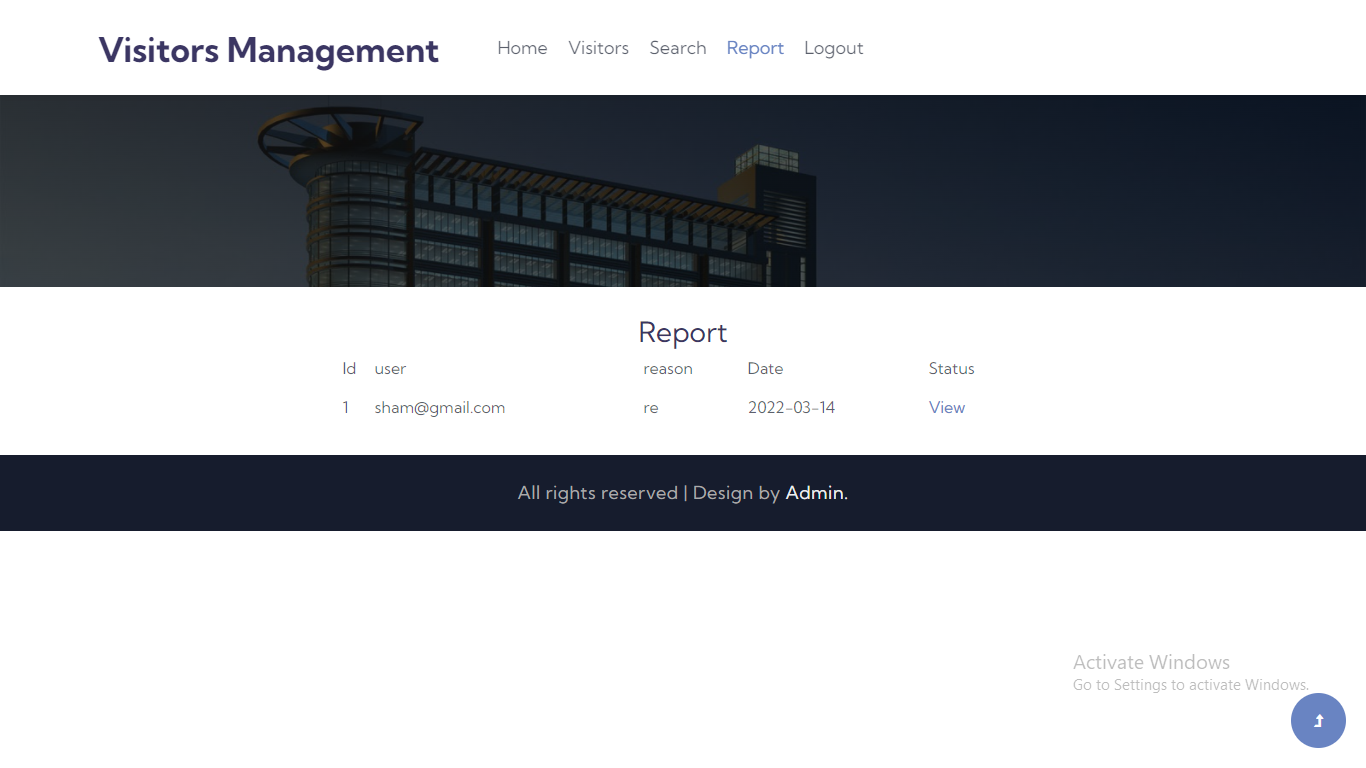 Visitors Management
Home Visitors Search Report Logout
Report
Id user reason Date Status
1 sham@gmail.com re 2022-03-14 View
All rights reserved | Design by Admin.
Activate Windows
Go to Settings to activate Windows.